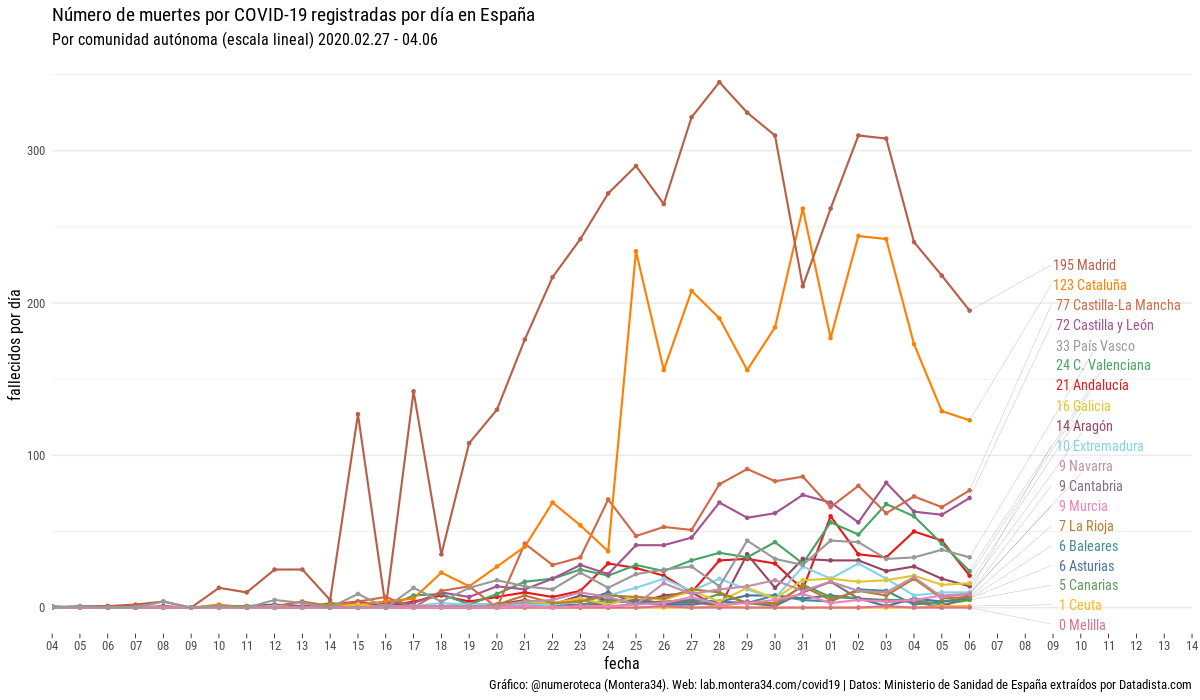 Número de muertes por COVID-19 registradas por día en España
Por comunidad autónoma (escala lineal) 2020.02.27 - 04.06
fallecidos por día
300
200
100
0
195 Madrid
123 Cataluña
77 Castilla-La Mancha
72 Castilla y León
33 País Vasco
24 C. Valenciana
21 Andalucía
16 Galicia
14 Aragón
10 Extremadura
9 Navarra
9 Cantabria
9 Murcia
7 La Rioja
6 Baleares
6 Asturias
5 Canarias
1 Ceuta
0 Melilla
04 05 06 07 08 09 10 11 12 13 14 15 16 17 18 19 20 21 22 23 24 25 26 27 28 29 30 31 01 02 03 04 05 06 07 08 09 10 11 12 13 14
fecha
Gráfico: @numeroteca (Montera34). Web: lab.montera34.com/covid19 | Datos: Ministerio de Sanidad de España extraídos por Datadista.com